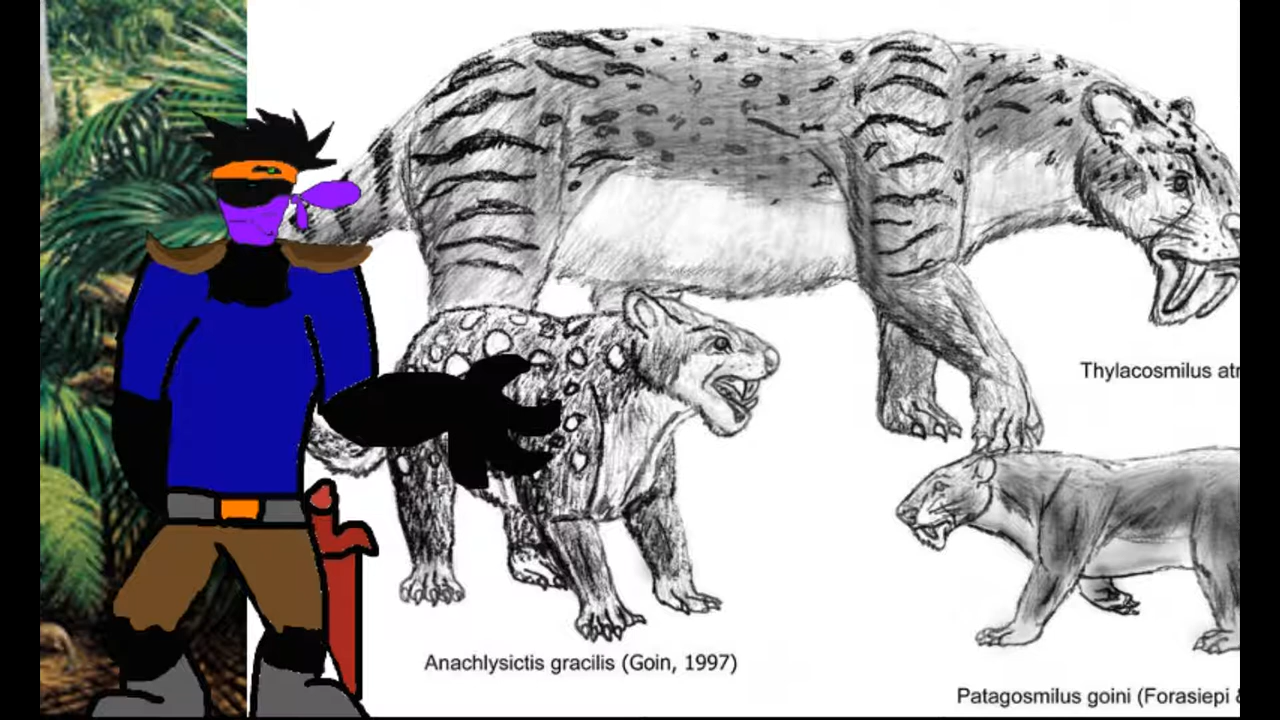 Thylacosmilus atr
Anachlysictis gracilis (Goin, 1997)
Patagosmilus goini (Forasiepi &